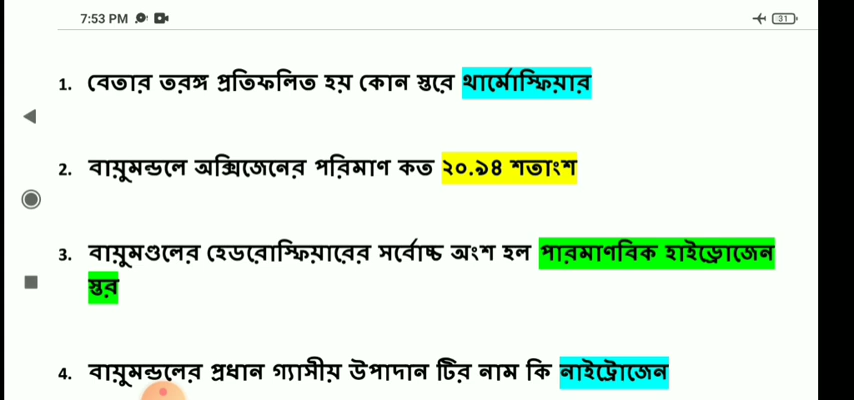 7:53 PM
31
1. বেতার তরঙ্গ প্রতিফলিত হয় কোন স্তরে থার্মোস্ফিয়ার
2. বায়ুমন্ডলে অক্সিজেনের পরিমাণ কত ২০.৯৪ শতাংশ
3. বায়ুমণ্ডলের হেডরোস্ফিয়ারের সর্বোচ্চ অংশ হল পারমাণবিক হাইড্রোজেন
স্তর
4. বায়ুমন্ডলের প্রধান গ্যাসীয় উপাদান টির নাম কি নাইট্রোজেন